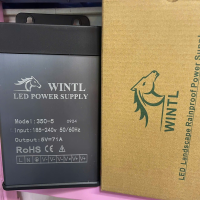 WINTL
LED POWER SUPPLY
Model: 350-5
Input: 185-240v 50/60Hz
Output: 5V⎓71A
RoHS CE
WINTL
LED Landscape Rainproof Power Supply